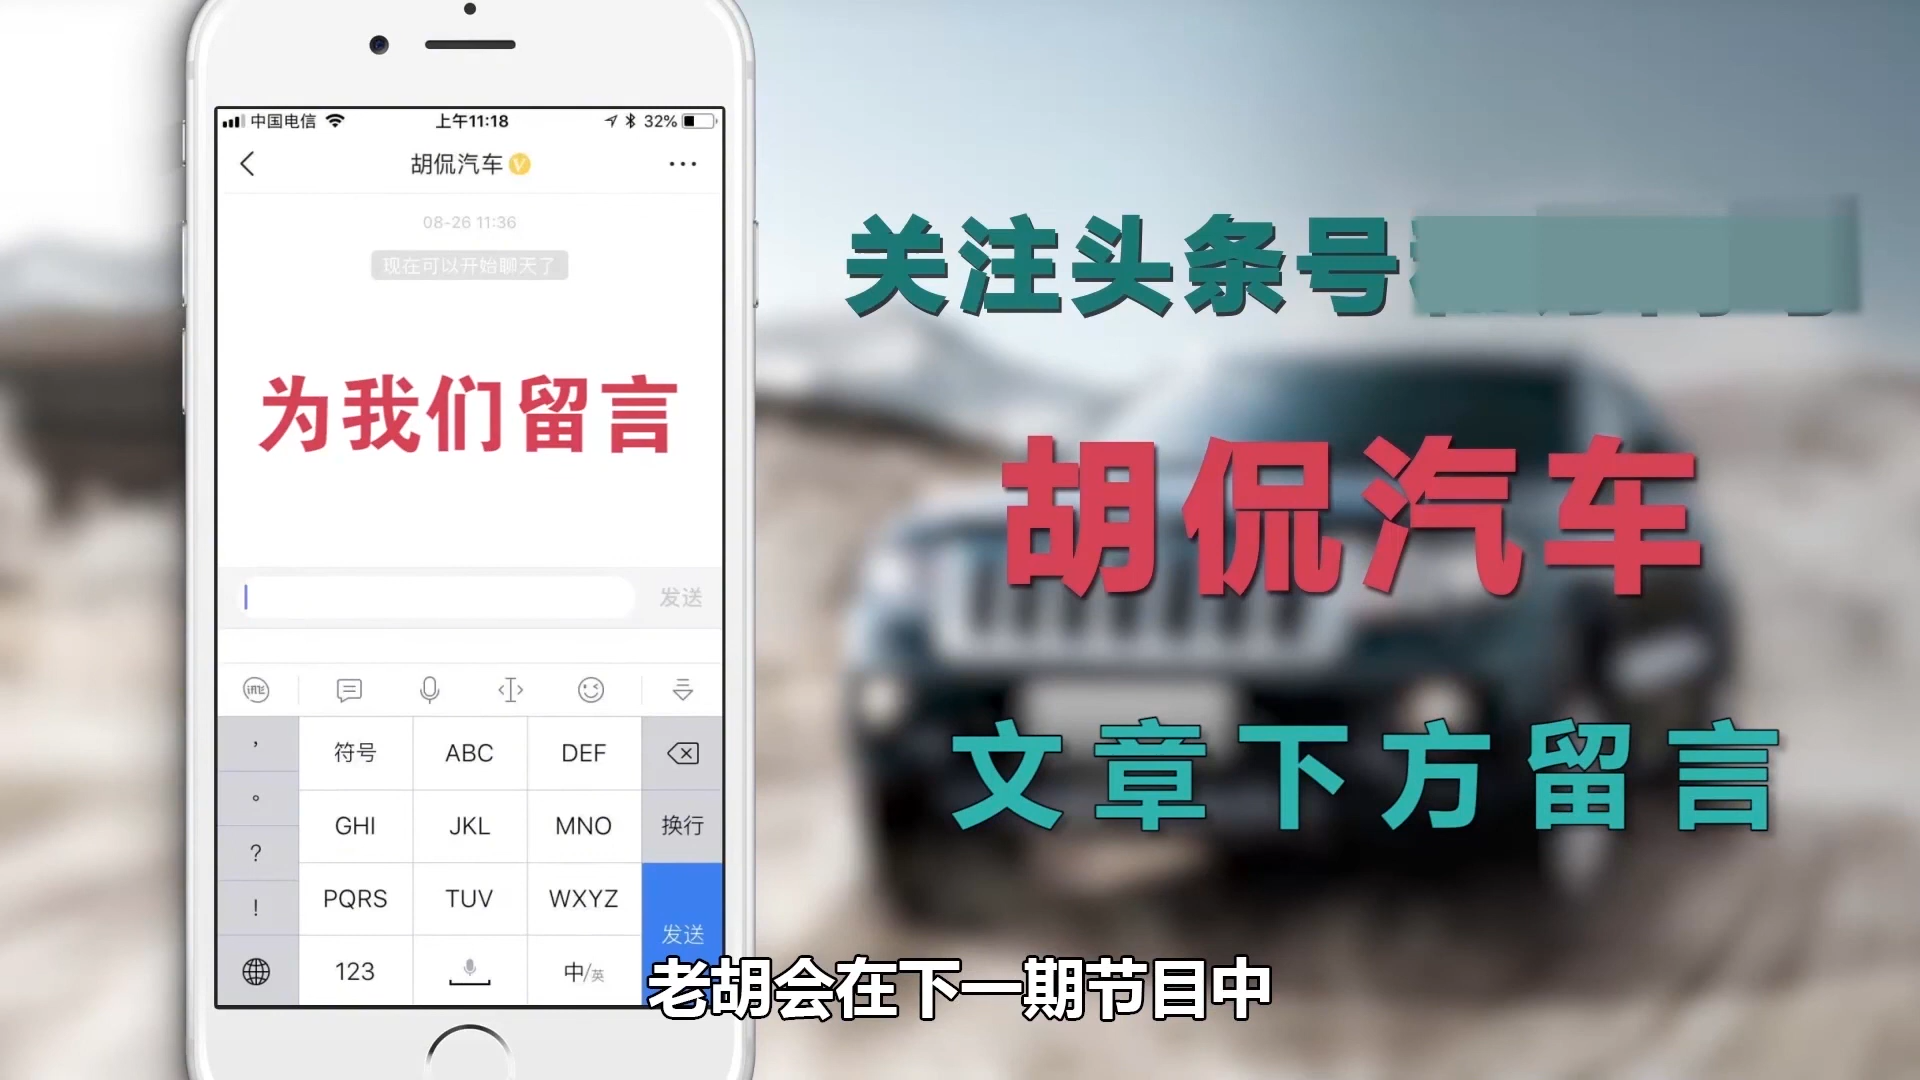 中国电信 上午11:18 32%
胡侃汽车 V
08-26 11:36
现在可以开始聊天了
为我们留言
发送
iFLY
, 符号 ABC DEF
。 GHI JKL MNO 换行
?
! PQRS TUV WXYZ 发送
123 中/英
关注头条号
胡侃汽车
文章下方留言
老胡会在下一期节目中